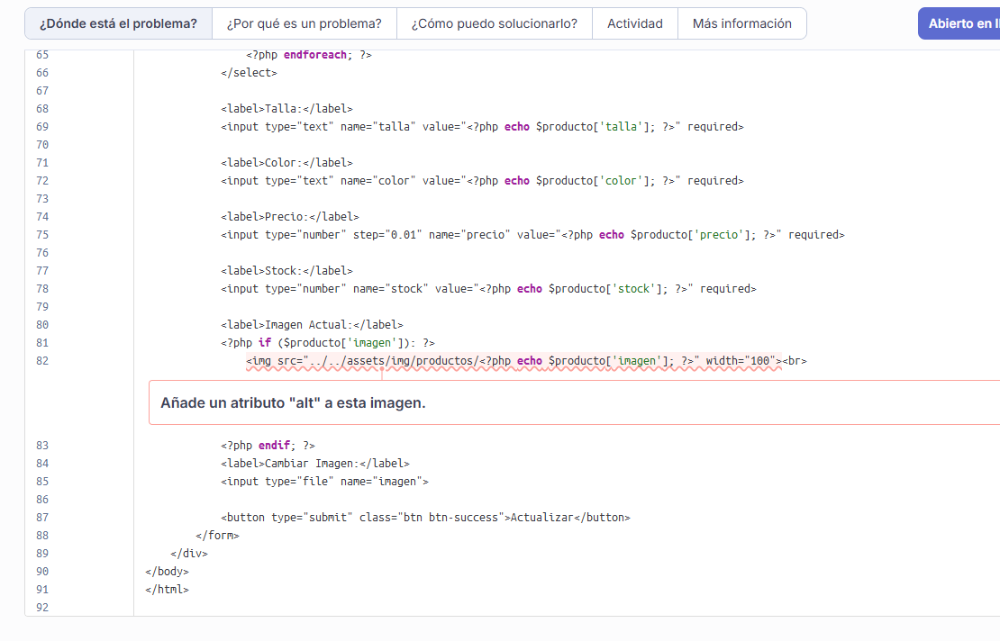 ¿Dónde está el problema? ¿Por qué es un problema? ¿Cómo puedo solucionarlo? Actividad Más información Abierto en I
65 <?php endforeach; ?>
66 </select>
67
68 <label>Talla:</label>
69 <input type="text" name="talla" value="<?php echo $producto['talla']; ?>" required>
70
71 <label>Color:</label>
72 <input type="text" name="color" value="<?php echo $producto['color']; ?>" required>
73
74 <label>Precio:</label>
75 <input type="number" step="0.01" name="precio" value="<?php echo $producto['precio']; ?>" required>
76
77 <label>Stock:</label>
78 <input type="number" name="stock" value="<?php echo $producto['stock']; ?>" required>
79
80 <label>Imagen Actual:</label>
81 <?php if ($producto['imagen']): ?>
82 <img src="../../assets/img/productos/<?php echo $producto['imagen']; ?>" width="100"><br>
Añade un atributo "alt" a esta imagen.
83 <?php endif; ?>
84 <label>Cambiar Imagen:</label>
85 <input type="file" name="imagen">
86
87 <button type="submit" class="btn btn-success">Actualizar</button>
88 </form>
89 </div>
90 </body>
91 </html>
92